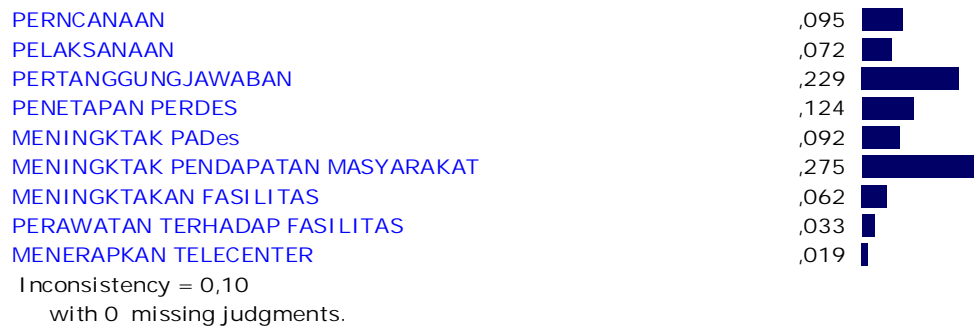 PERNCANAAN ,095
PELAKSANAAN ,072
PERTANGGUNGJAWABAN ,229
PENETAPAN PERDES ,124
MENINGKTAK PADes ,092
MENINGKTAK PENDAPATAN MASYARAKAT ,275
MENINGKTAKAN FASILITAS ,062
PERAWATAN TERHADAP FASILITAS ,033
MENERAPKAN TELECENTER ,019
Inconsistency = 0,10
with 0 missing judgments.